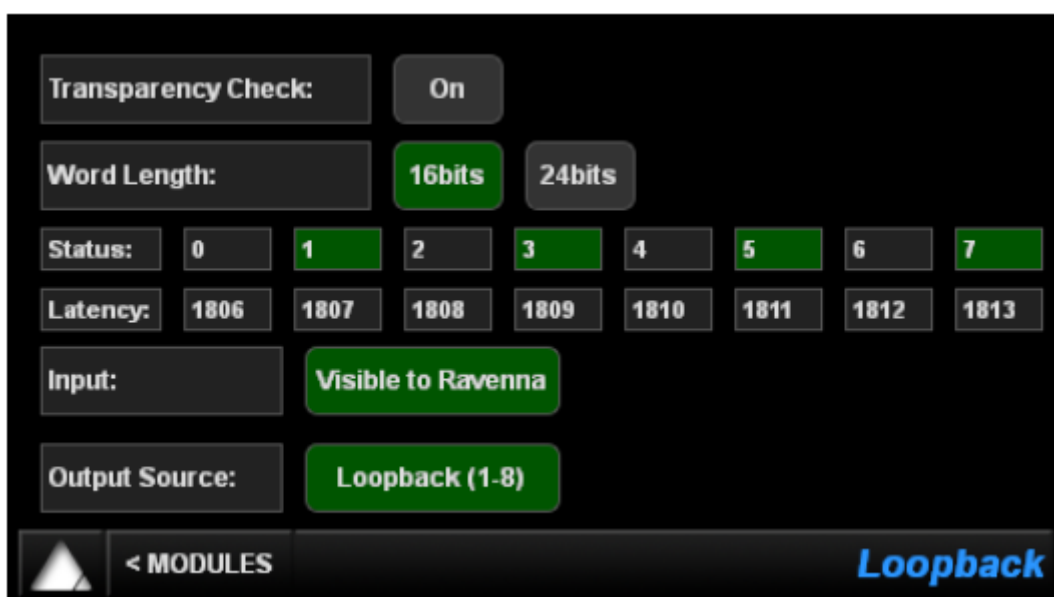 Transparency Check: On
Word Length: 16bits 24bits
Status: 0 1 2 3 4 5 6 7
Latency: 1806 1807 1808 1809 1810 1811 1812 1813
Input: Visible to Ravenna
Output Source: Loopback (1-8)
< MODULES Loopback